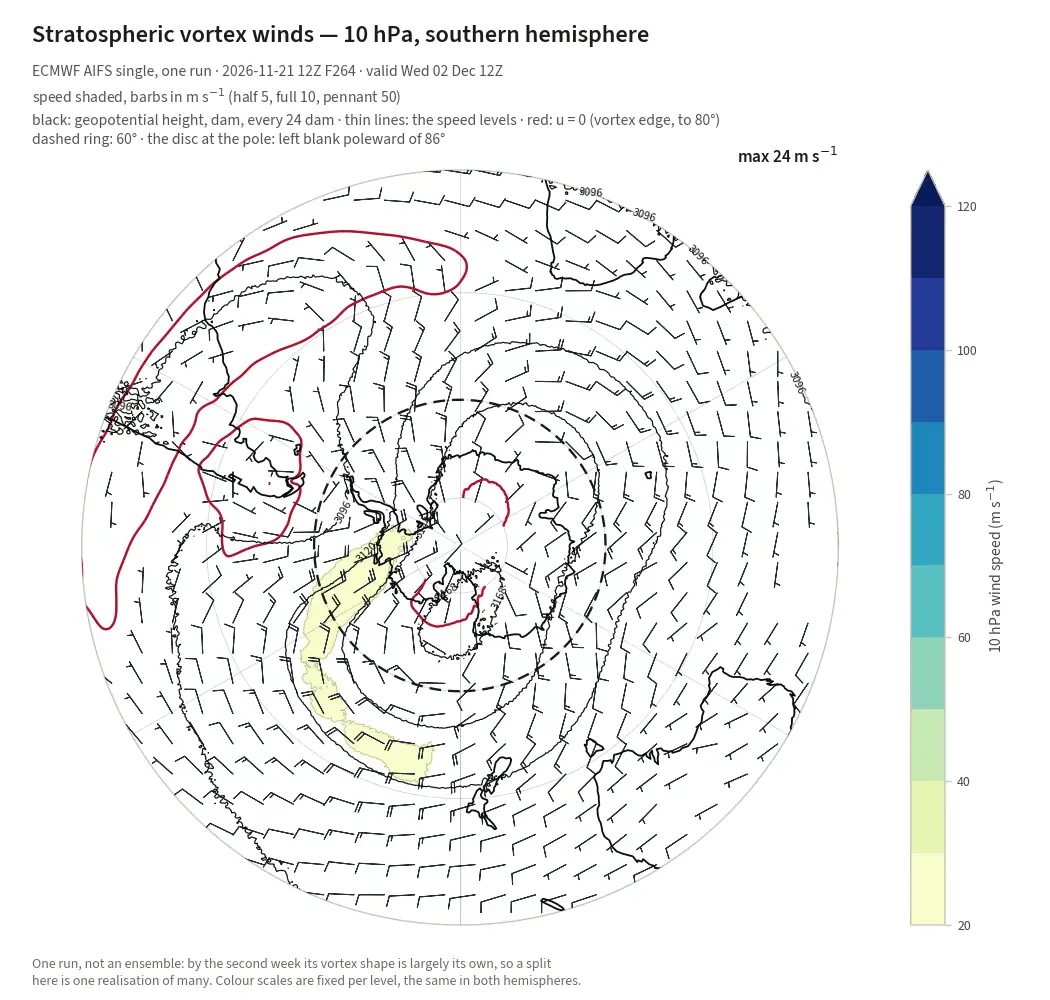 Stratospheric vortex winds — 10 hPa, southern hemisphere
ECMWF AIFS single, one run · 2026-11-21 12Z F264 · valid Wed 02 Dec 12Z
speed shaded, barbs in m s⁻¹ (half 5, full 10, pennant 50)
black: geopotential height, dam, every 24 dam · thin lines: the speed levels · red: u = 0 (vortex edge, to 80°)
dashed ring: 60° · the disc at the pole: left blank poleward of 86°
max 24 m s⁻¹
3096
3096
3096
3096
3096
3120
3168
120
100
80
60
40
20
10 hPa wind speed (m s⁻¹)
One run, not an ensemble: by the second week its vortex shape is largely its own, so a split
here is one realisation of many. Colour scales are fixed per level, the same in both hemispheres.